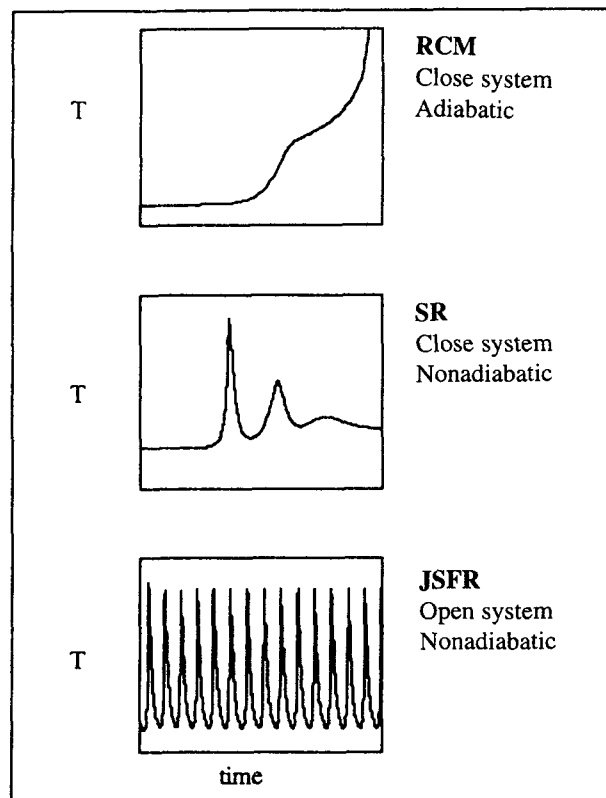 RCM
Close system
Adiabatic
T
SR
Close system
Nonadiabatic
T
JSFR
Open system
Nonadiabatic
T
time